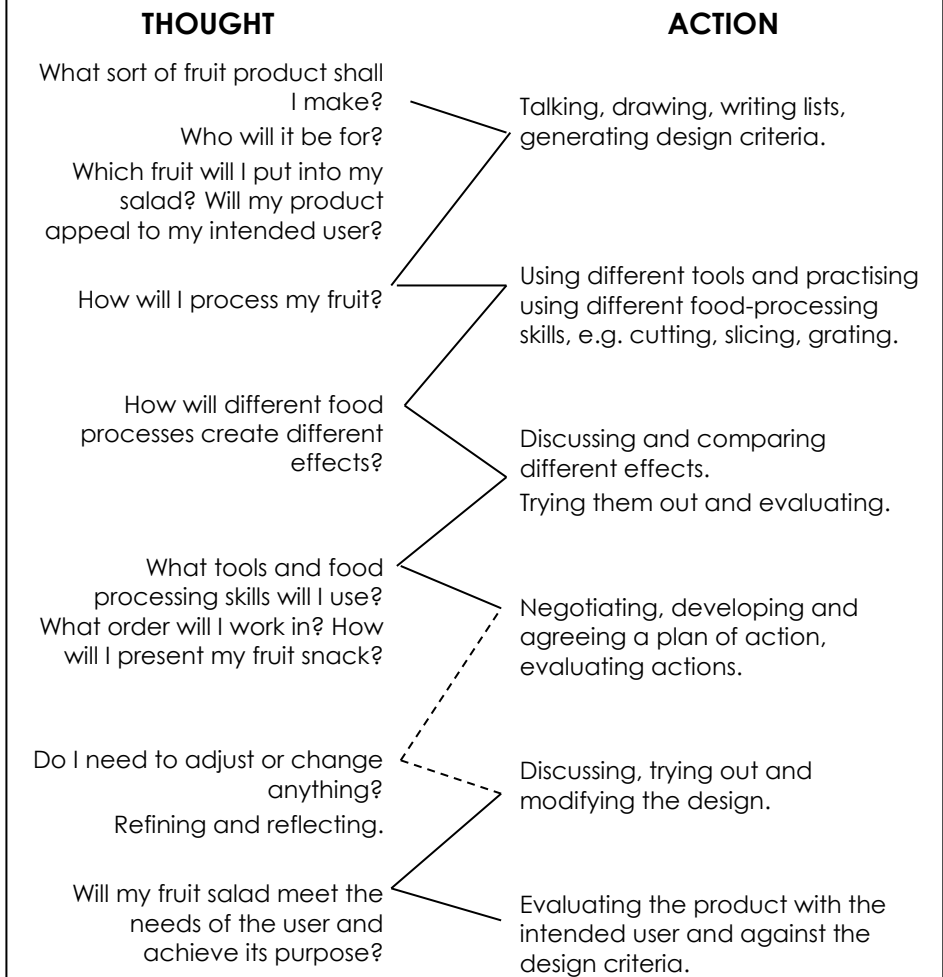 THOUGHT
ACTION
What sort of fruit product shall
I make?
Who will it be for?
Which fruit will I put into my
salad? Will my product
appeal to my intended user?
Talking, drawing, writing lists,
generating design criteria.
How will I process my fruit?
Using different tools and practising
using different food-processing
skills, e.g. cutting, slicing, grating.
How will different food
processes create different
effects?
Discussing and comparing
different effects.
Trying them out and evaluating.
What tools and food
processing skills will I use?
What order will I work in? How
will I present my fruit snack?
Negotiating, developing and
agreeing a plan of action,
evaluating actions.
Do I need to adjust or change
anything?
Refining and reflecting.
Discussing, trying out and
modifying the design.
Will my fruit salad meet the
needs of the user and
achieve its purpose?
Evaluating the product with the
intended user and against the
design criteria.